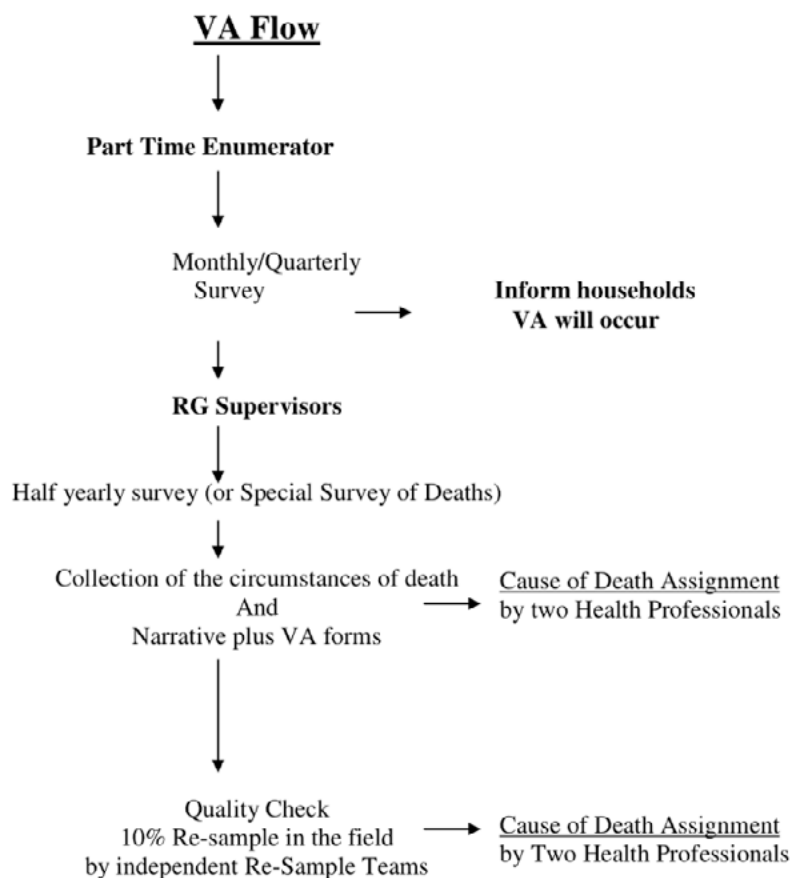 VA Flow
Part Time Enumerator
Monthly/Quarterly
Survey
Inform households
VA will occur
RG Supervisors
Half yearly survey (or Special Survey of Deaths)
Collection of the circumstances of death
And
Narrative plus VA forms
Cause of Death Assignment
by two Health Professionals
Quality Check
10% Re-sample in the field
by independent Re-Sample Teams
Cause of Death Assignment
by Two Health Professionals